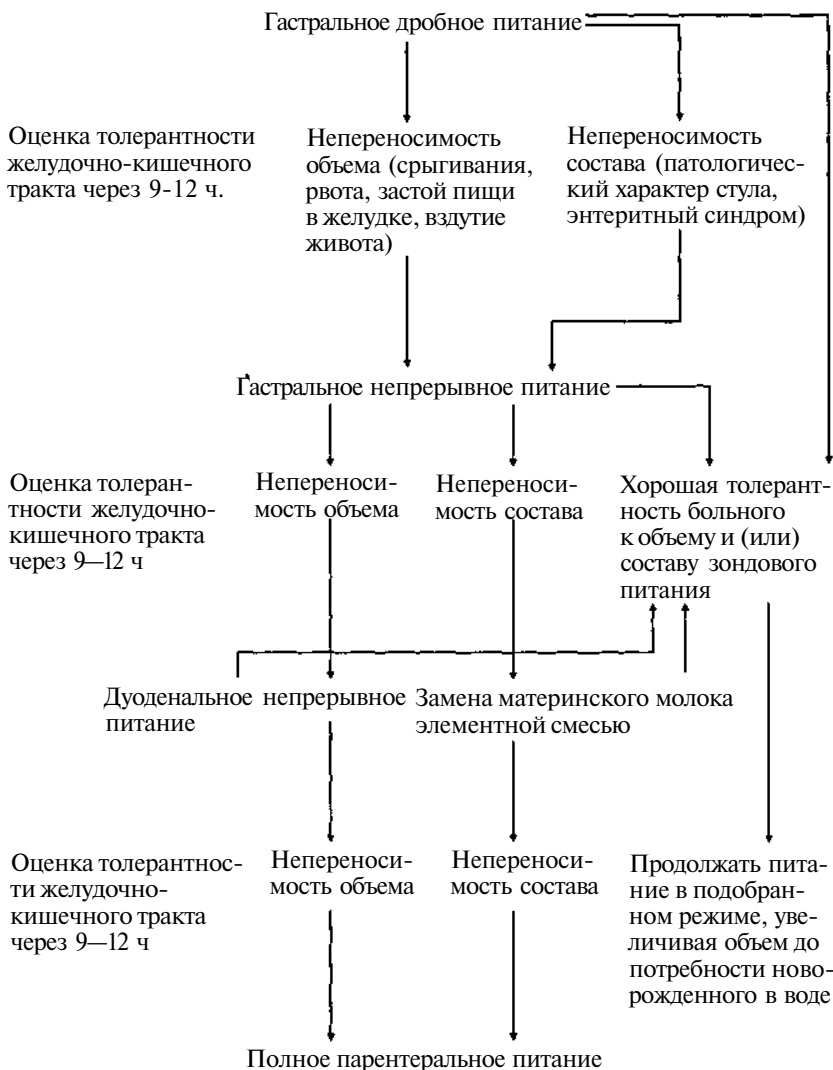 Гастральное дробное питание
Оценка толерантности
желудочно-кишечного
тракта через 9-12 ч.
Непереносимость
объема (срыгивания,
рвота, застой пищи
в желудке, вздутие
живота)
Непереносимость
состава (патологичес-
кий характер стула,
энтеритный синдром)
Гастральное непрерывное питание
Оценка толеран-
тности желудочно-
кишечного тракта
через 9—12 ч
Непереноси-
мость объема
Непереноси-
мость состава
Хорошая толерант-
ность больного
к объему и (или)
составу зондового
питания
Дуоденальное непрерывное
питание
Замена материнского молока
элементной смесью
Оценка толерантнос-
ти желудочно-
кишечного тракта
через 9—12 ч
Непереноси-
мость объема
Непереноси-
мость состава
Продолжать пита-
ние в подобран-
ном режиме, уве-
личивая объем до
потребности ново-
рожденного в воде
Полное парентеральное питание